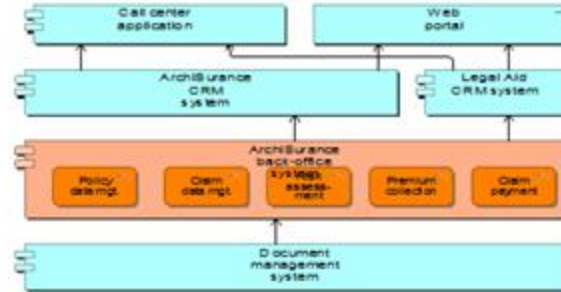 Call center
application
Web
portal
ArchiSurance
CRM
system
Legal Aid
CRM system
ArchiSurance
back-office
system
Policy
data mgt.
Claim
data mgt.
Risk
assess-
ment
Premium
collection
Claim
payment
Document
management
system